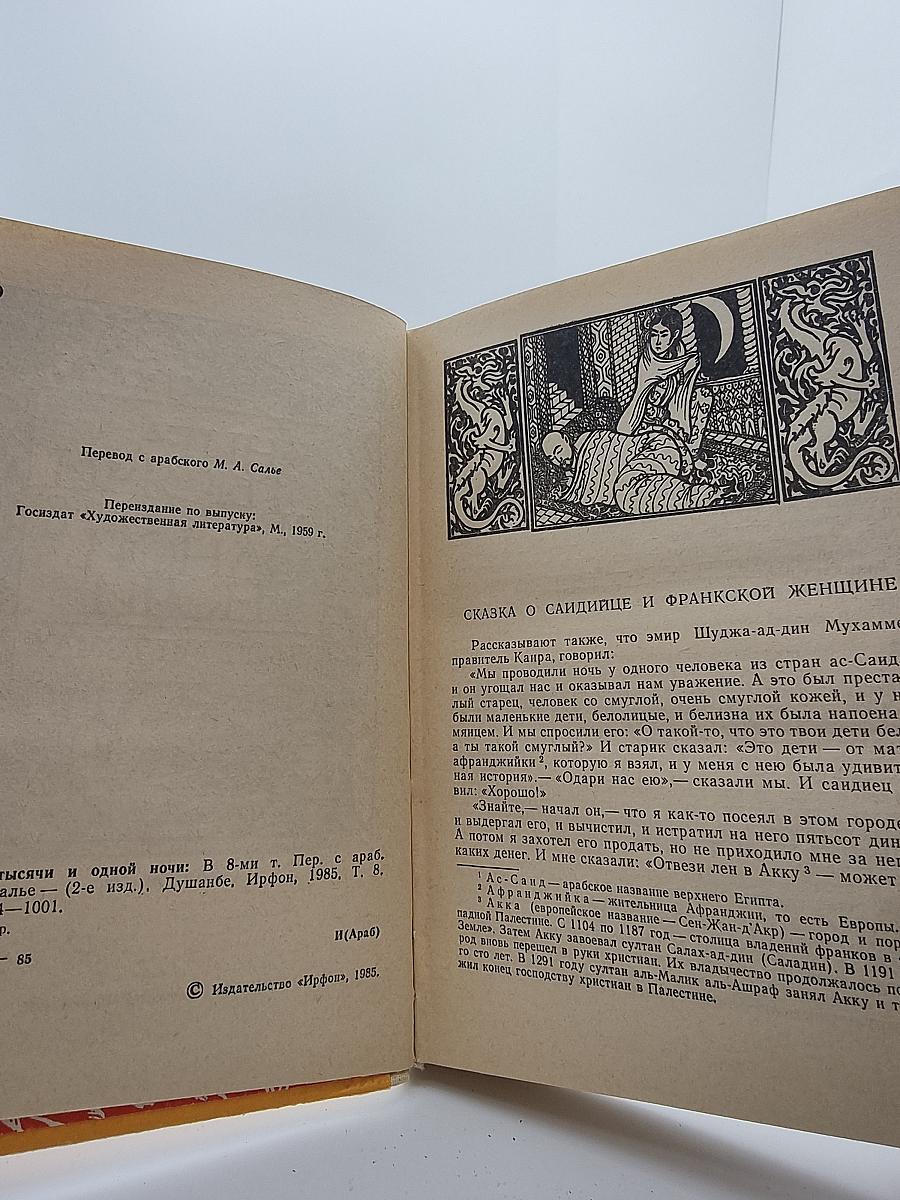 Перевод с арабского М. А. Салье
Переиздание по выпуску:
Госиздат «Художественная литература», М., 1959 г.
тысячи и одной ночи: В 8-ми т. Пер. с араб.
алье — (2-е изд.). Душанбе, Ирфон, 1985. Т. 8.
4—1001.
р.
И(Араб)
— 85
© Издательство «Ирфон», 1985.
СКАЗКА О САИДИЙЦЕ И ФРАНКСКОЙ ЖЕНЩИНЕ
Рассказывают также, что эмир Шуджа-ад-дин Мухамме
правитель Каира, говорил:
«Мы проводили ночь у одного человека из стран ас-Саид
и он угощал нас и оказывал нам уважение. А это был преста-
лый старец, человек со смуглой, очень смуглой кожей, и у н
были маленькие дети, белолицые, и белизна их была напоена
мянцем. И мы спросили его: «О такой-то, что это твои дети бел
а ты такой смуглый?» И старик сказал: «Это дети — от мат
афранджийки ², которую я взял, и у меня с нею была удивит
ная история».— «Одари нас ею»,— сказали мы. И саидиец
вил: «Хорошо!»
«Знайте,— начал он,— что я как-то посеял в этом городе
и выдергал его, и вычистил, и истратил на него пятьсот дин
А потом я захотел его продать, но не приходило мне за нег
каких денег. И мне сказали: «Отвези лен в Акку ³ — может
¹ Ас-Саид — арабское название верхнего Египта.
² Афранджийка — жительница Афранджии, то есть Европы.
³ Акка (европейское название — Сен-Жан-д'Акр) — город и пор
падной Палестине. С 1104 по 1187 год — столица владений франков в
Земле». Затем Акку завоевал султан Салах-ад-дин (Саладин). В 1191
род вновь перешел в руки христиан. Их владычество продолжалось по
го сто лет. В 1291 году султан аль-Малик аль-Ашраф занял Акку и т
жил конец господству христиан в Палестине.